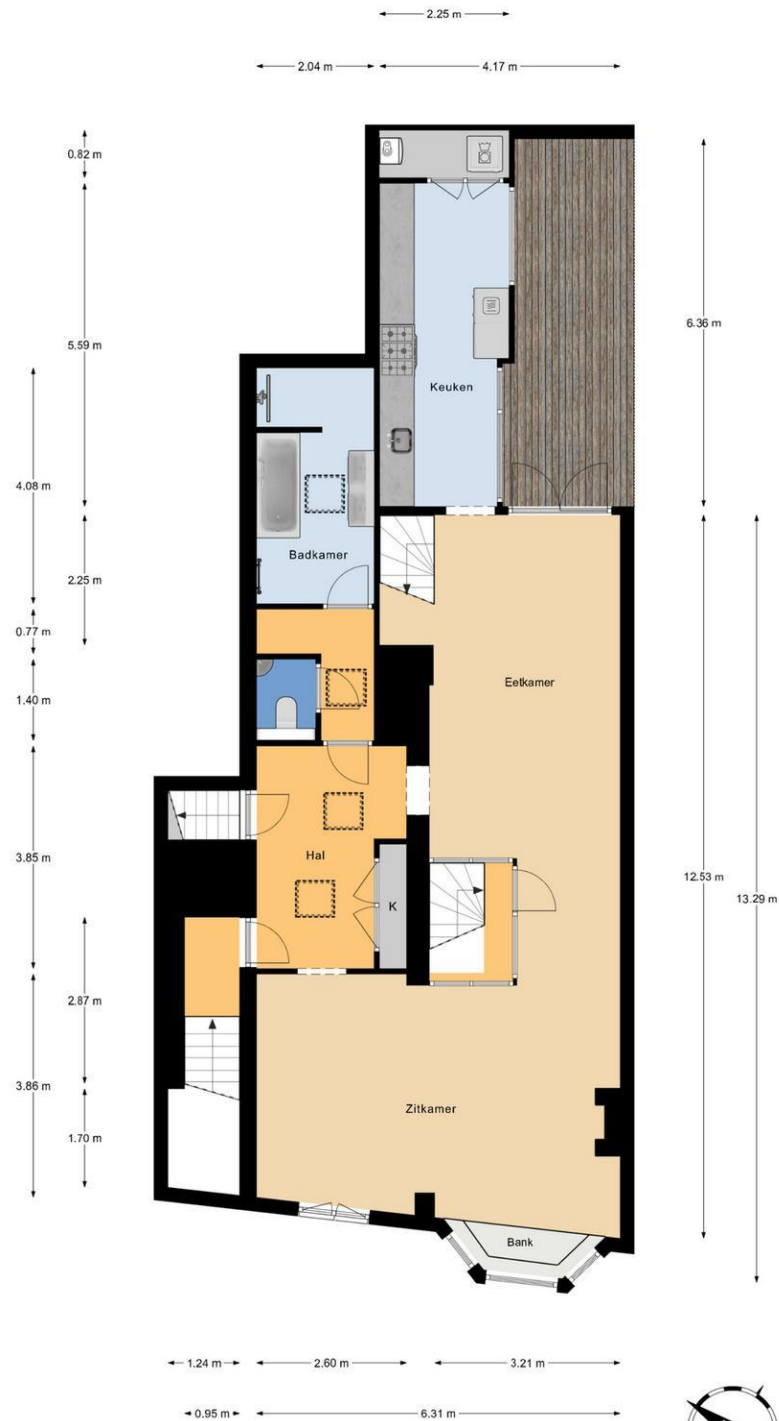 2.25 m
2.04 m
4.17 m
0.82 m
5.59 m
6.36 m
Keuken
4.08 m
Badkamer
2.25 m
0.77 m
1.40 m
Eetkamer
3.85 m
Hal
K
12.53 m
13.29 m
2.87 m
3.86 m
Zitkamer
1.70 m
Bank
1.24 m
2.60 m
3.21 m
0.95 m
6.31 m